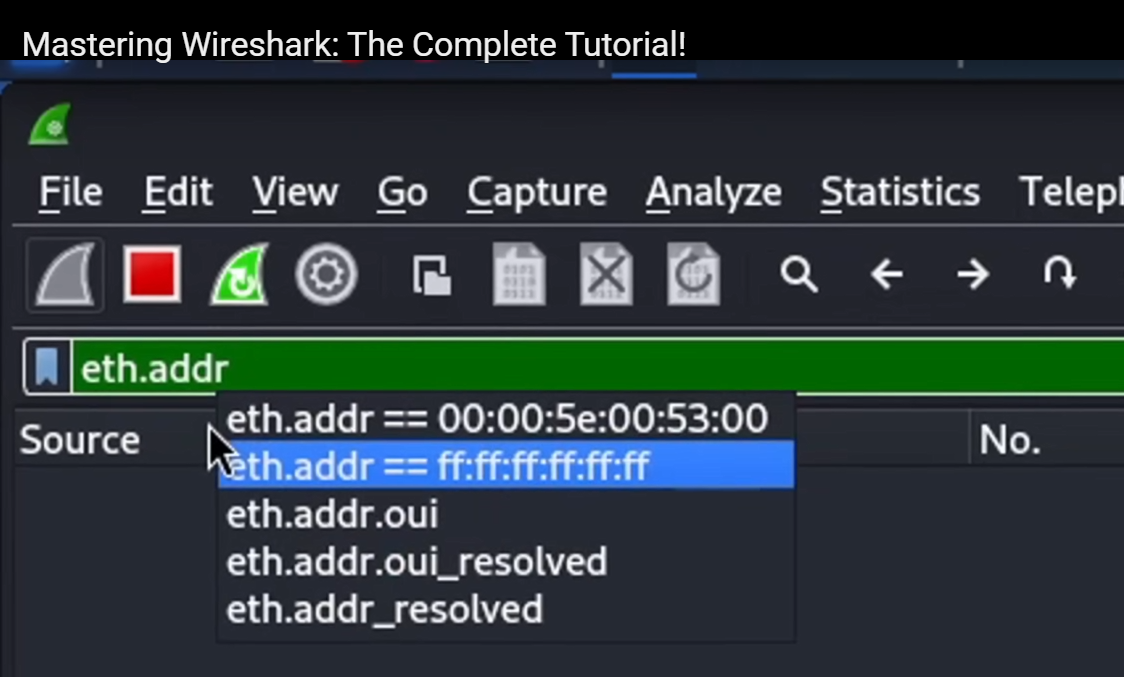 Mastering Wireshark: The Complete Tutorial!
File Edit View Go Capture Analyze Statistics Teleph
eth.addr
eth.addr == 00:00:5e:00:53:00
Source No.
eth.addr == ff:ff:ff:ff:ff:ff
eth.addr.oui
eth.addr.oui_resolved
eth.addr_resolved